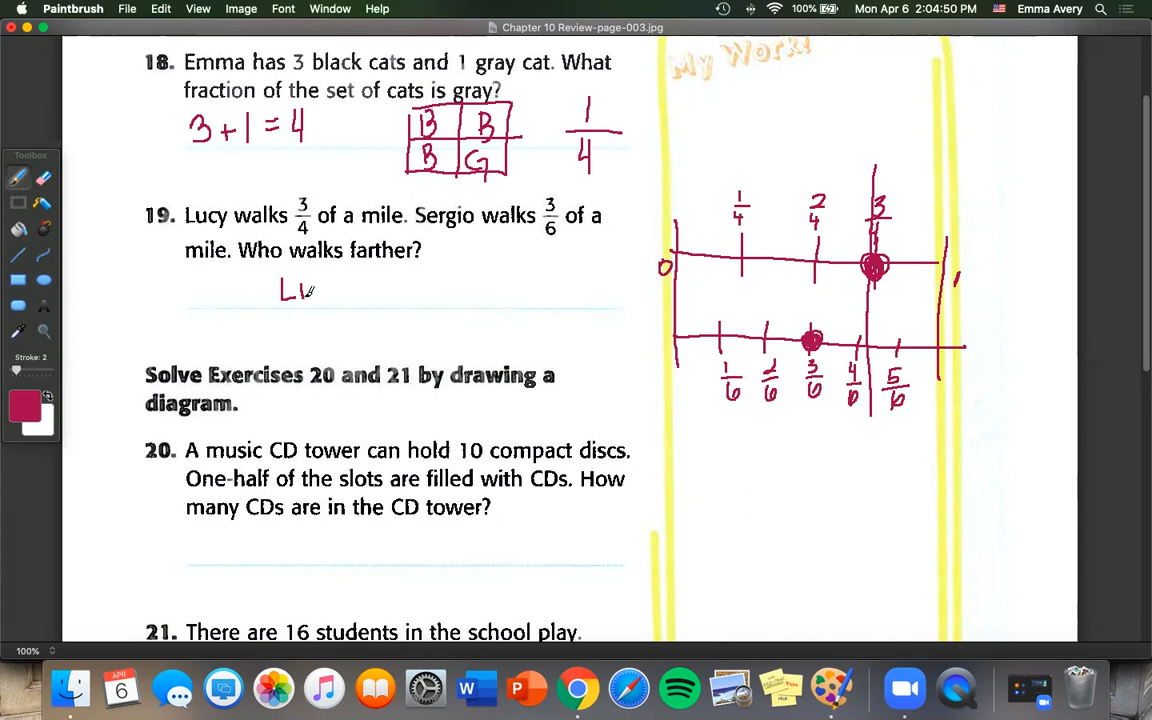 Paintbrush File Edit View Image Font Window Help 100% Mon Apr 6 2:04:50 PM Emma Avery
Chapter 10 Review-page-003.jpg
My Work!
18. Emma has 3 black cats and 1 gray cat. What
fraction of the set of cats is gray?
3 + 1 = 4
B B
B G
1/4
19. Lucy walks 3/4 of a mile. Sergio walks 3/6 of a
mile. Who walks farther?
Lu
1/4 2/4 3/4
0 1
1/6 2/6 3/6 4/6 5/6
Solve Exercises 20 and 21 by drawing a
diagram.
20. A music CD tower can hold 10 compact discs.
One-half of the slots are filled with CDs. How
many CDs are in the CD tower?
21. There are 16 students in the school play.
Toolbox
Stroke: 2
100%
APR
6
W
P